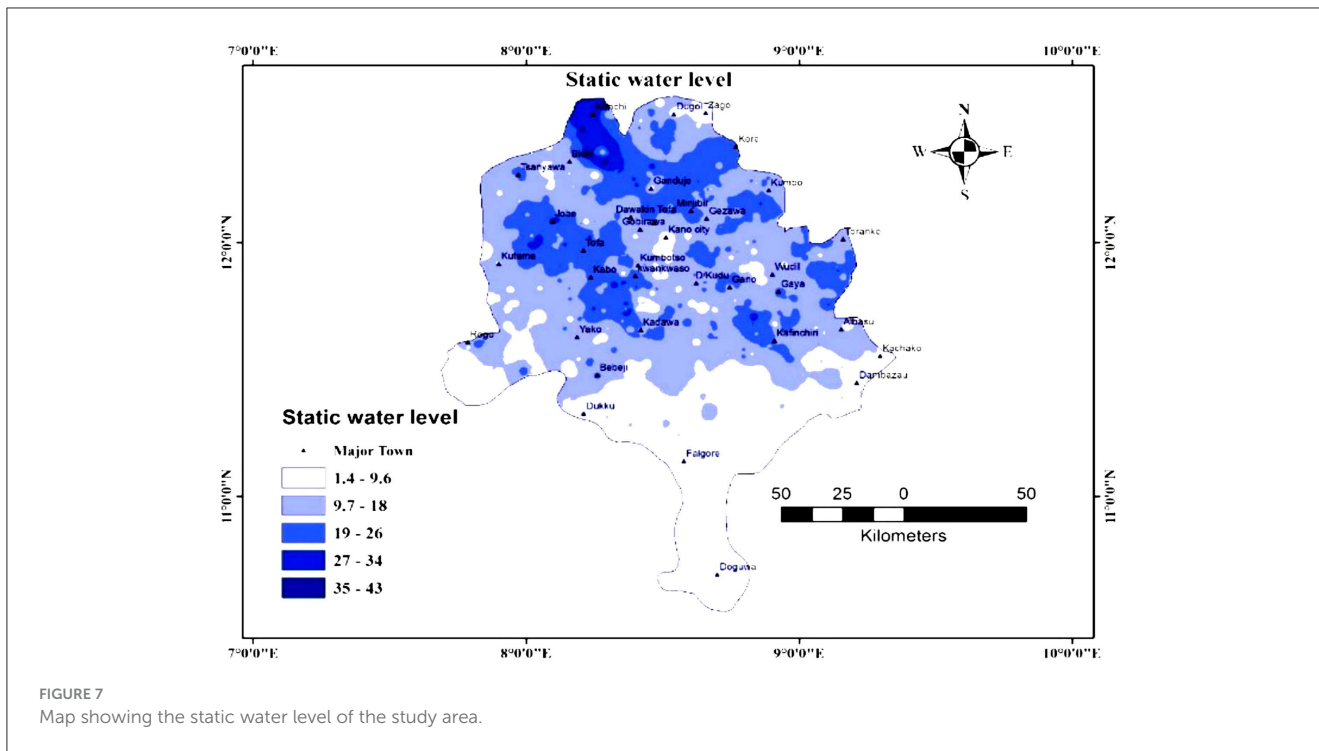 7°0'0"E 8°0'0"E 9°0'0"E 10°0'0"E
Static water level
Dugol Zago
Kore
N
W E
S
Tsanyawa
Ganduje
Kumbo
Minjibir
Dawakin Tofa Gezawa
Jobe
Gobirawa
Kano city
Toranke
12°0'0"N 12°0'0"N
Tofa
Kumbotso
Kutama
Kwankwaso
Kabo
D/Kudu Gano
Wudil
Gaya
Kadawa
Rogo
Yako
Kafinchiri
Kachako
Bebeji
Dambazau
Dukku
Static water level
Major Town
1.4 - 9.6
9.7 - 18
19 - 26
27 - 34
35 - 43
Falgore
11°0'0"N 11°0'0"N
50 25 0 50
Kilometers
Doguwa
7°0'0"E 8°0'0"E 9°0'0"E 10°0'0"E
FIGURE 7
Map showing the static water level of the study area.